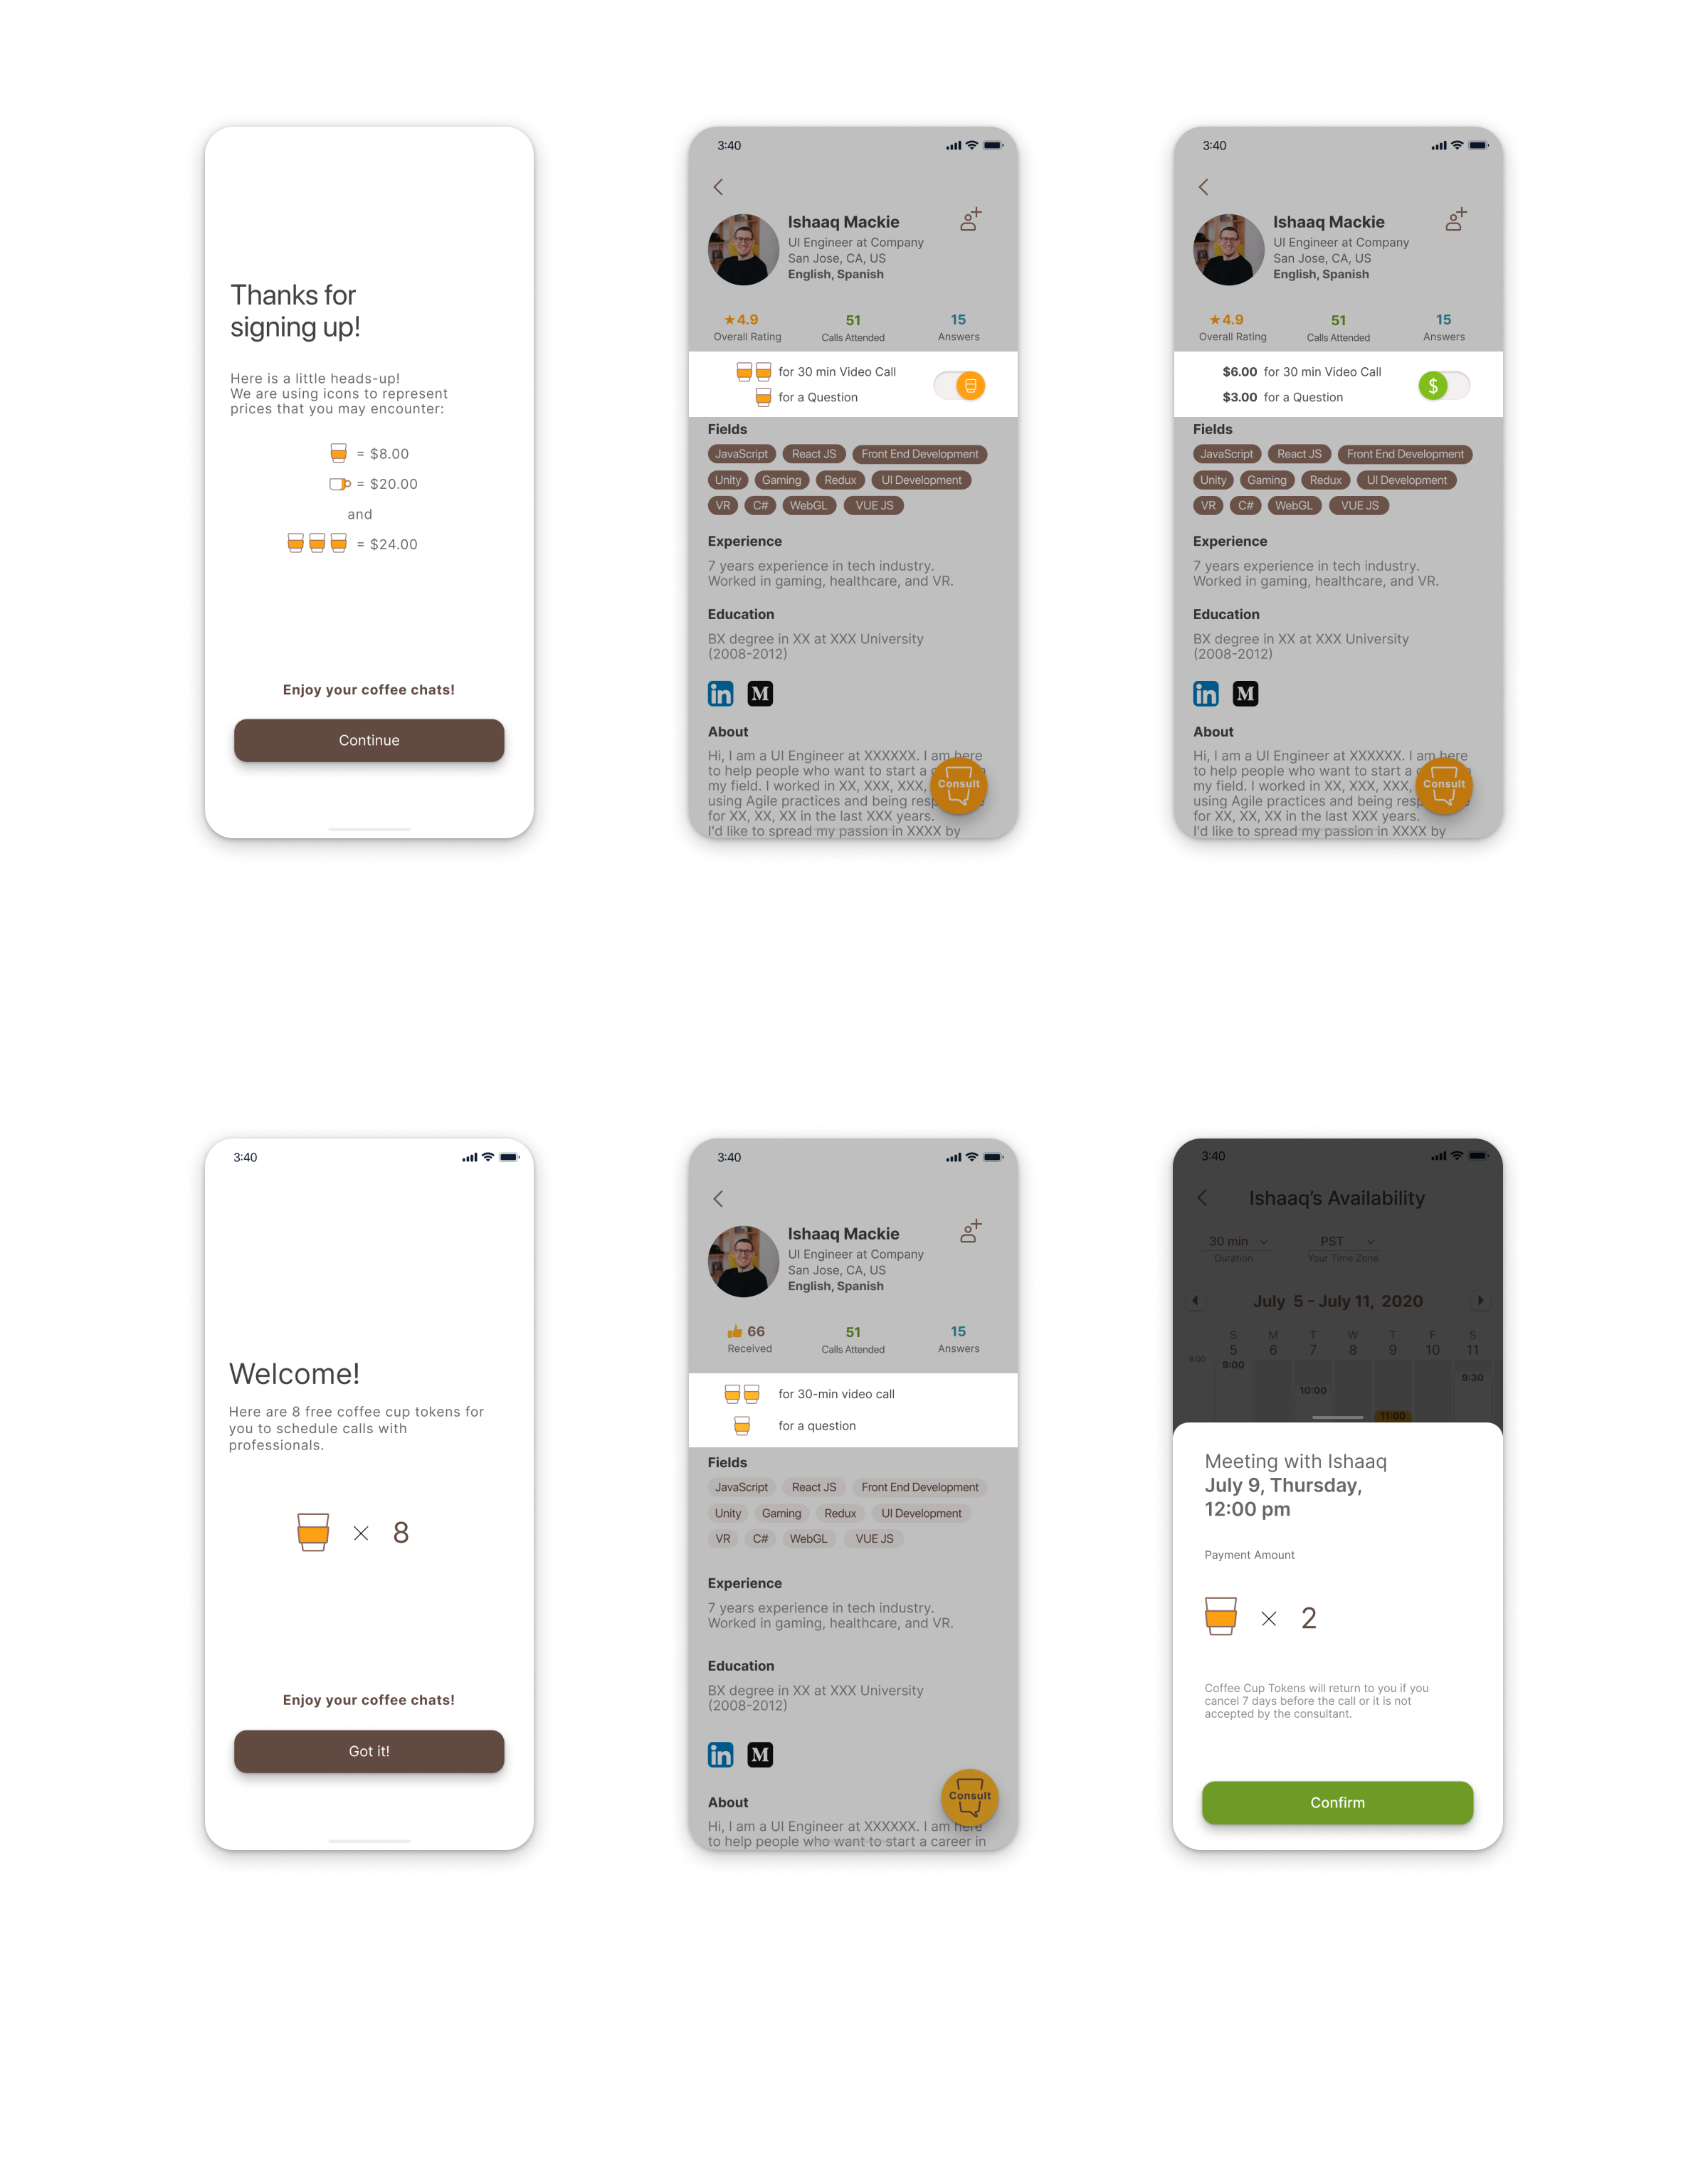 Thanks for
signing up!
Here is a little heads-up!
We are using icons to represent
prices that you may encounter:
= $8.00
= $20.00
and
= $24.00
Enjoy your coffee chats!
Continue
3:40
Ishaaq Mackie
UI Engineer at Company
San Jose, CA, US
English, Spanish
★4.9 51 15
Overall Rating Calls Attended Answers
for 30 min Video Call
for a Question
Fields
JavaScript React JS Front End Development
Unity Gaming Redux UI Development
VR C# WebGL VUE JS
Experience
7 years experience in tech industry.
Worked in gaming, healthcare, and VR.
Education
BX degree in XX at XXX University
(2008-2012)
in M
About
Hi, I am a UI Engineer at XXXXXX. I am here
to help people who want to start a
my field. I worked in XX, XXX, XXX,
using Agile practices and being
for XX, XX, XX in the last XXX years.
I'd like to spread my passion in XXXX by
Consult
3:40
Ishaaq Mackie
UI Engineer at Company
San Jose, CA, US
English, Spanish
★4.9 51 15
Overall Rating Calls Attended Answers
$6.00 for 30 min Video Call
$3.00 for a Question
$
Fields
JavaScript React JS Front End Development
Unity Gaming Redux UI Development
VR C# WebGL VUE JS
Experience
7 years experience in tech industry.
Worked in gaming, healthcare, and VR.
Education
BX degree in XX at XXX University
(2008-2012)
in M
About
Hi, I am a UI Engineer at XXXXXX. I am here
to help people who want to start a
my field. I worked in XX, XXX, XXX,
using Agile practices and being
for XX, XX, XX in the last XXX years.
I'd like to spread my passion in XXXX by
Consult
3:40
Welcome!
Here are 8 free coffee cup tokens for
you to schedule calls with
professionals.
× 8
Enjoy your coffee chats!
Got it!
3:40
Ishaaq Mackie
UI Engineer at Company
San Jose, CA, US
English, Spanish
66 51 15
Received Calls Attended Answers
for 30-min video call
for a question
Fields
JavaScript React JS Front End Development
Unity Gaming Redux UI Development
VR C# WebGL VUE JS
Experience
7 years experience in tech industry.
Worked in gaming, healthcare, and VR.
Education
BX degree in XX at XXX University
(2008-2012)
in M
Consult
About
Hi, I am a UI Engineer at XXXXXX. I am here
to help people who want to start a career in
3:40
Ishaaq's Availability
30 min PST
Duration Your Time Zone
July 5 - July 11, 2020
S M T W T F S
5 6 7 8 9 10 11
9:00 9:00
9:30
10:00
11:00
Meeting with Ishaaq
July 9, Thursday,
12:00 pm
Payment Amount
× 2
Coffee Cup Tokens will return to you if you
cancel 7 days before the call or it is not
accepted by the consultant.
Confirm